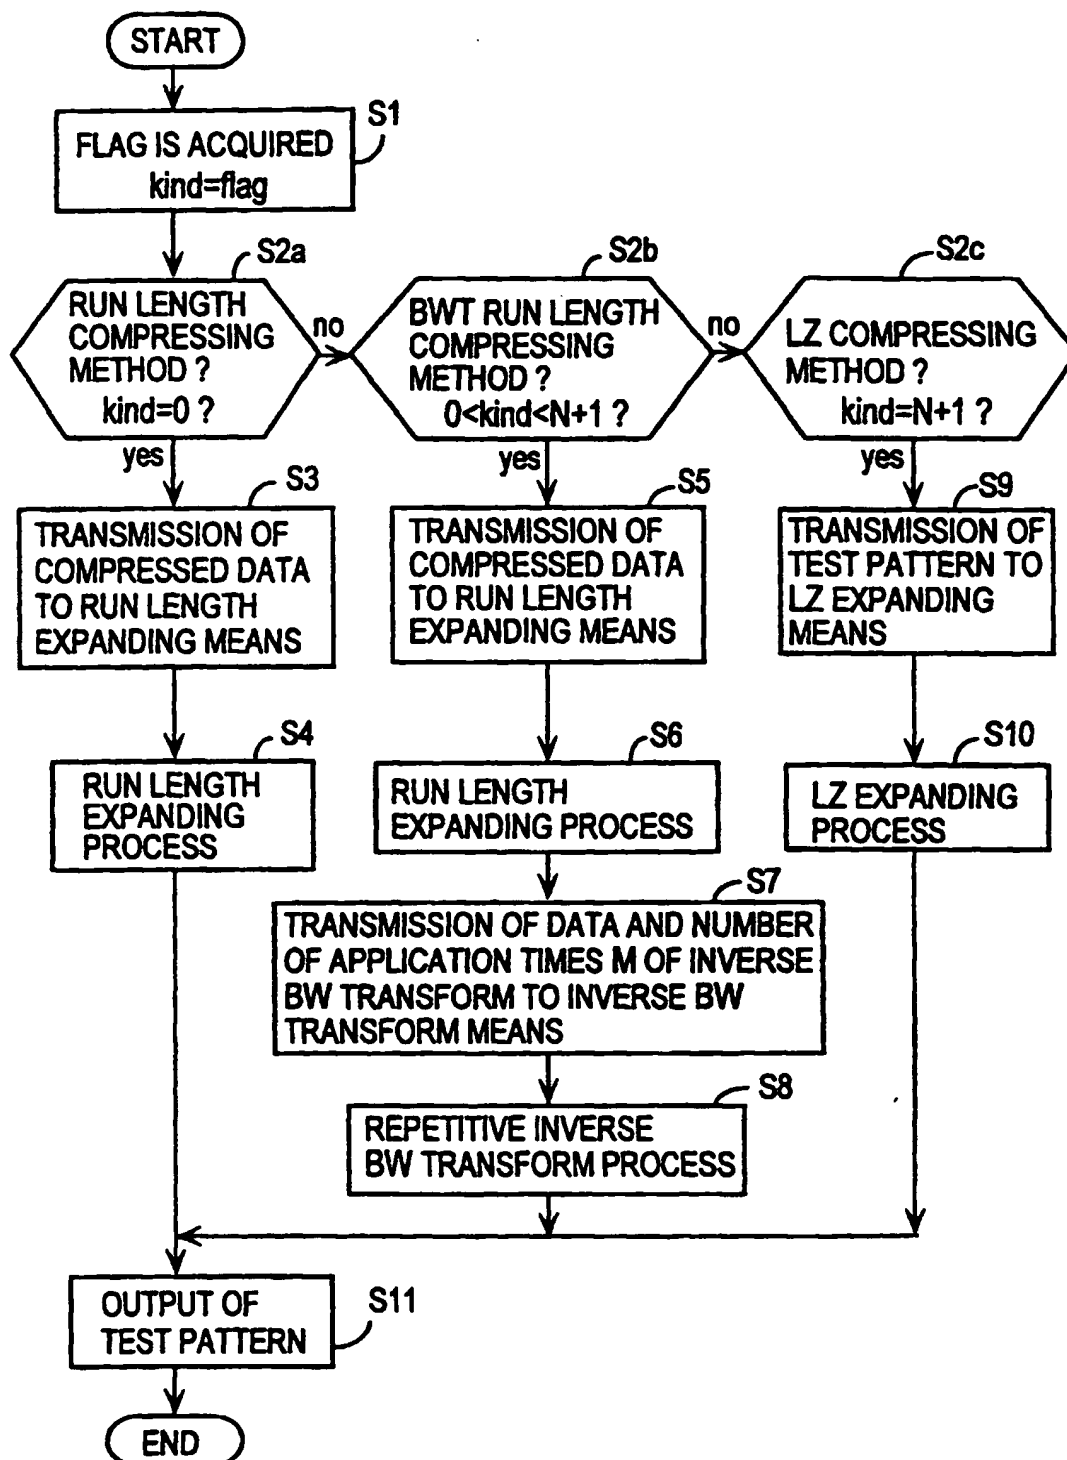 START
S1
FLAG IS ACQUIRED
kind=flag
S2a
RUN LENGTH
COMPRESSING
METHOD ?
kind=0 ?
no
S2b
BWT RUN LENGTH
COMPRESSING
METHOD ?
0<kind<N+1 ?
no
S2c
LZ COMPRESSING
METHOD ?
kind=N+1 ?
yes
yes
yes
S3
TRANSMISSION OF
COMPRESSED DATA
TO RUN LENGTH
EXPANDING MEANS
S5
TRANSMISSION OF
COMPRESSED DATA
TO RUN LENGTH
EXPANDING MEANS
S9
TRANSMISSION OF
TEST PATTERN TO
LZ EXPANDING
MEANS
S4
RUN LENGTH
EXPANDING
PROCESS
S6
RUN LENGTH
EXPANDING PROCESS
S10
LZ EXPANDING
PROCESS
S7
TRANSMISSION OF DATA AND NUMBER
OF APPLICATION TIMES M OF INVERSE
BW TRANSFORM TO INVERSE BW
TRANSFORM MEANS
S8
REPETITIVE INVERSE
BW TRANSFORM PROCESS
S11
OUTPUT OF
TEST PATTERN
END